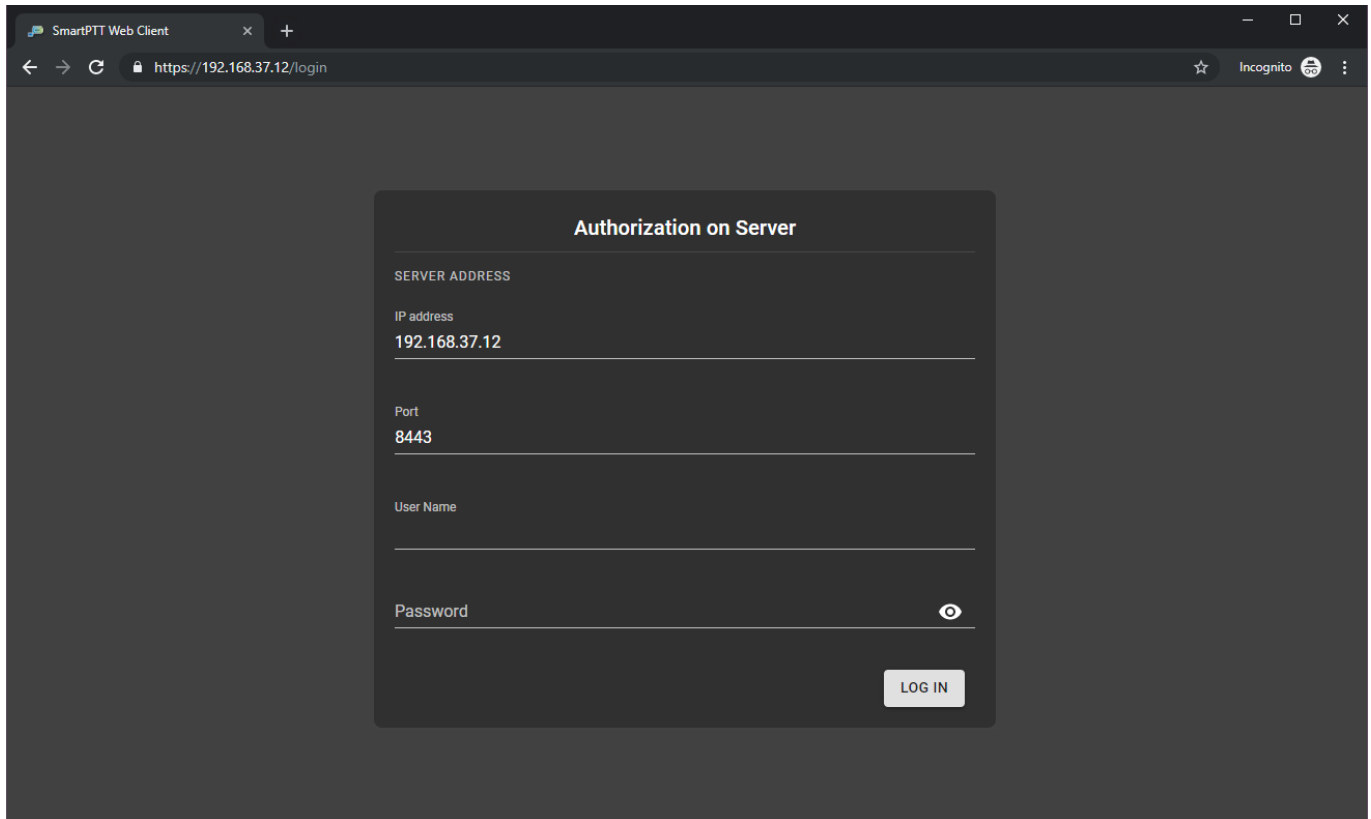 SmartPTT Web Client
https://192.168.37.12/login
Incognito
Authorization on Server
SERVER ADDRESS
IP address
192.168.37.12
Port
8443
User Name
Password
LOG IN